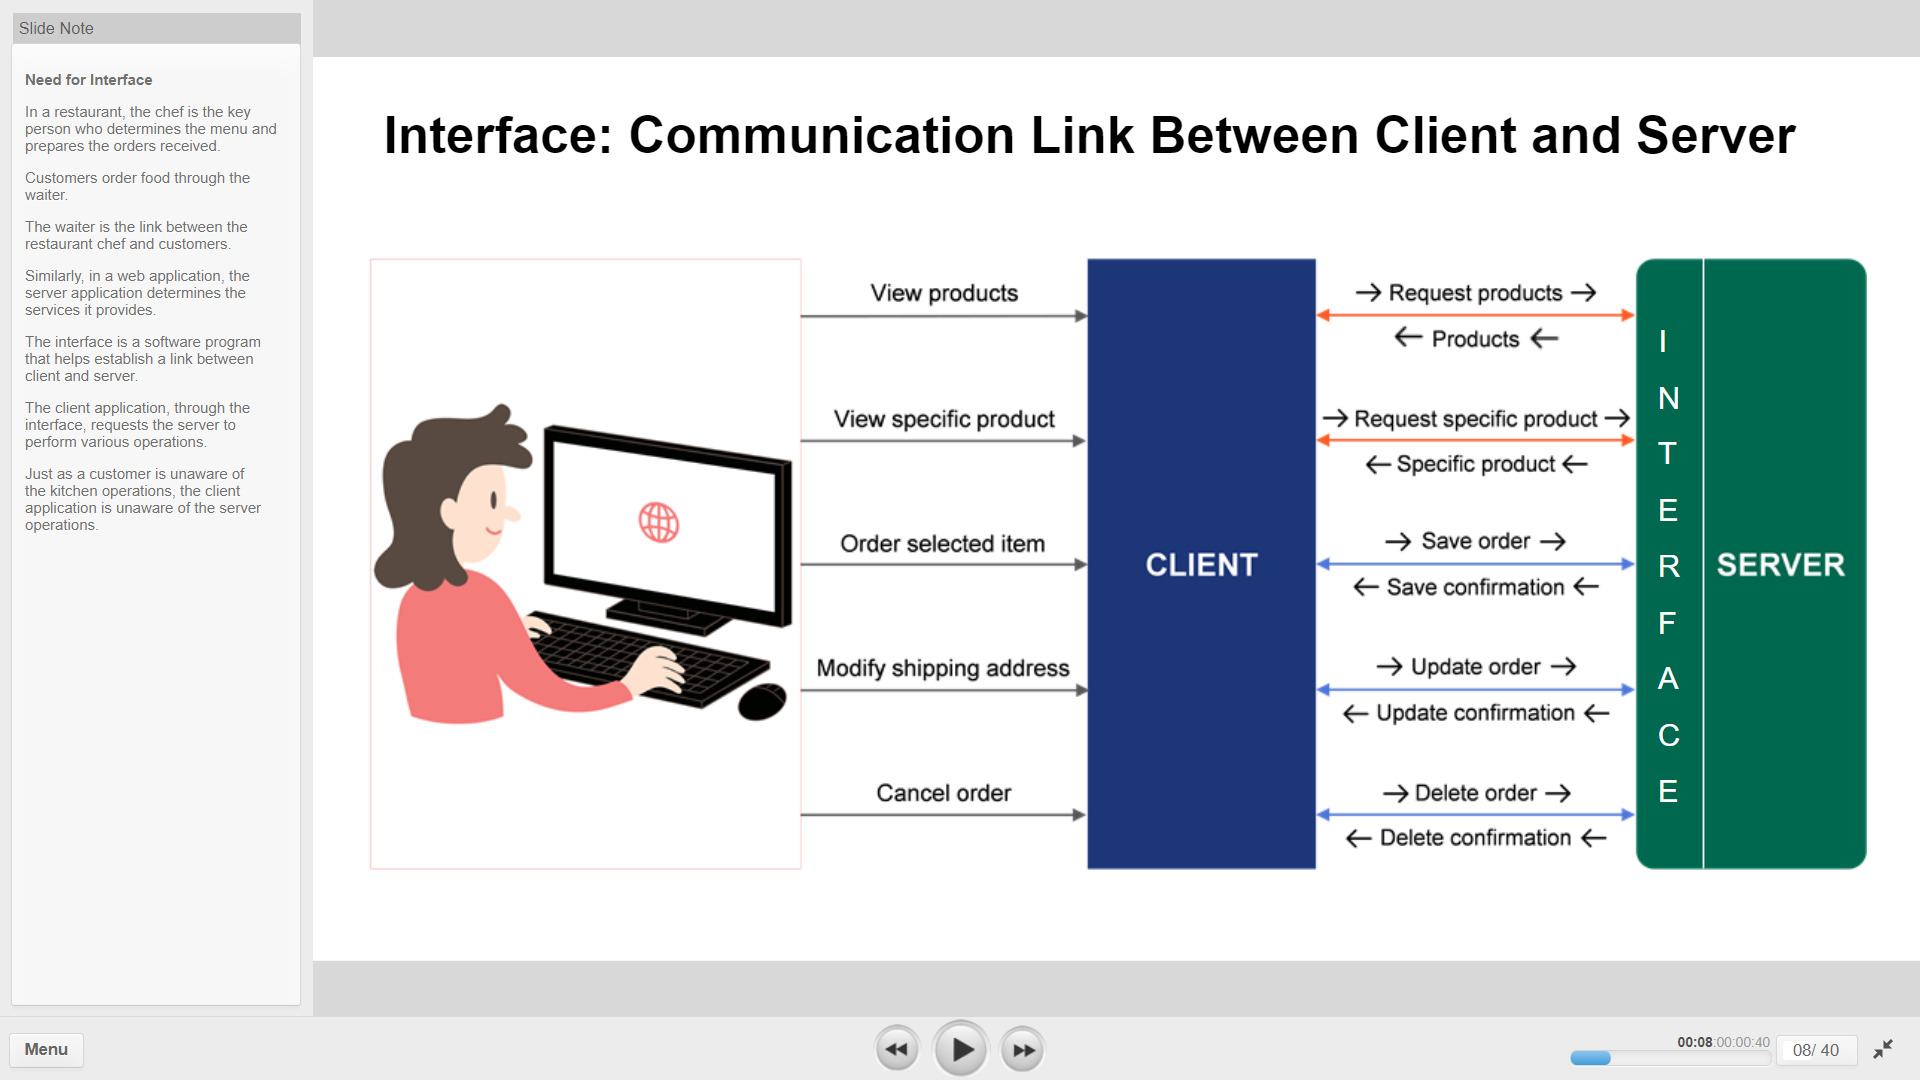 Slide Note
Need for Interface
In a restaurant, the chef is the key
person who determines the menu and
prepares the orders received.
Customers order food through the
waiter.
The waiter is the link between the
restaurant chef and customers.
Similarly, in a web application, the
server application determines the
services it provides.
The interface is a software program
that helps establish a link between
client and server.
The client application, through the
interface, requests the server to
perform various operations.
Just as a customer is unaware of
the kitchen operations, the client
application is unaware of the server
operations.
Interface: Communication Link Between Client and Server
View products
→ Request products →
← Products ←
View specific product
→ Request specific product →
← Specific product ←
Order selected item
→ Save order →
← Save confirmation ←
Modify shipping address
→ Update order →
← Update confirmation ←
Cancel order
→ Delete order →
← Delete confirmation ←
CLIENT
INTERFACE
SERVER
Menu
00:08:00:00:40
08/ 40